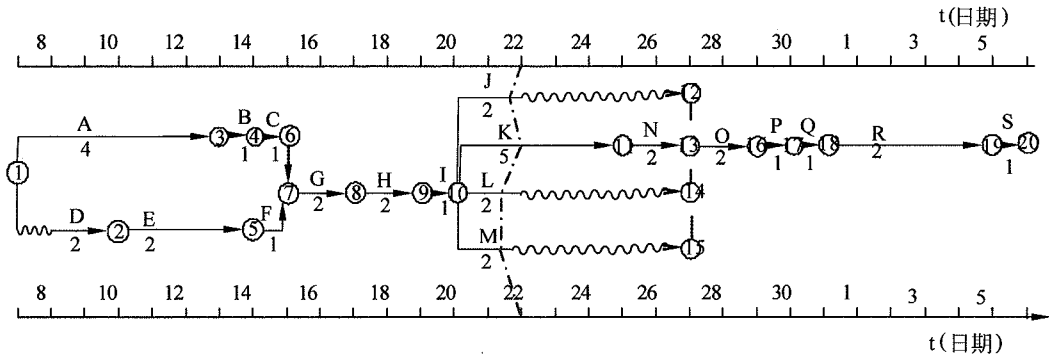 t(日期)
8 10 12 14 16 18 20 22 24 26 28 30 1 3 5
J
2
A
4
B
1
C
1
K
5
N
2
O
2
P
1
Q
1
R
2
S
1
① ③ ④ ⑥ ⑬ ⑯ ⑰ ⑱ ⑲ ⑳
G
2
H
2
I
1
L
2
⑦ ⑧ ⑨ ⑭
D
2
E
2
F
1
M
2
② ⑤ ⑮
8 10 12 14 16 18 20 22 24 26 28 30 1 3 5
t(日期)